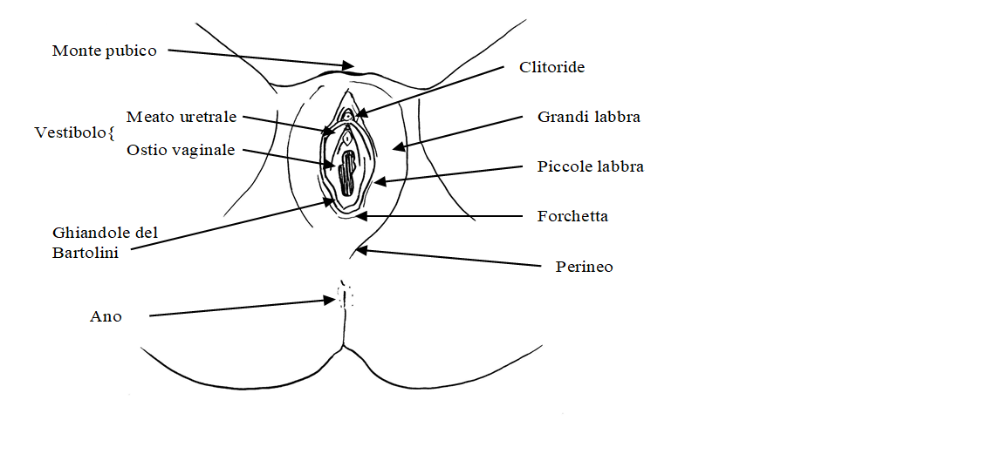 Monte pubico
Clitoride
Meato uretrale
Grandi labbra
Vestibolo{
Ostio vaginale
Piccole labbra
Forchetta
Ghiandole del
Bartolini
Perineo
Ano